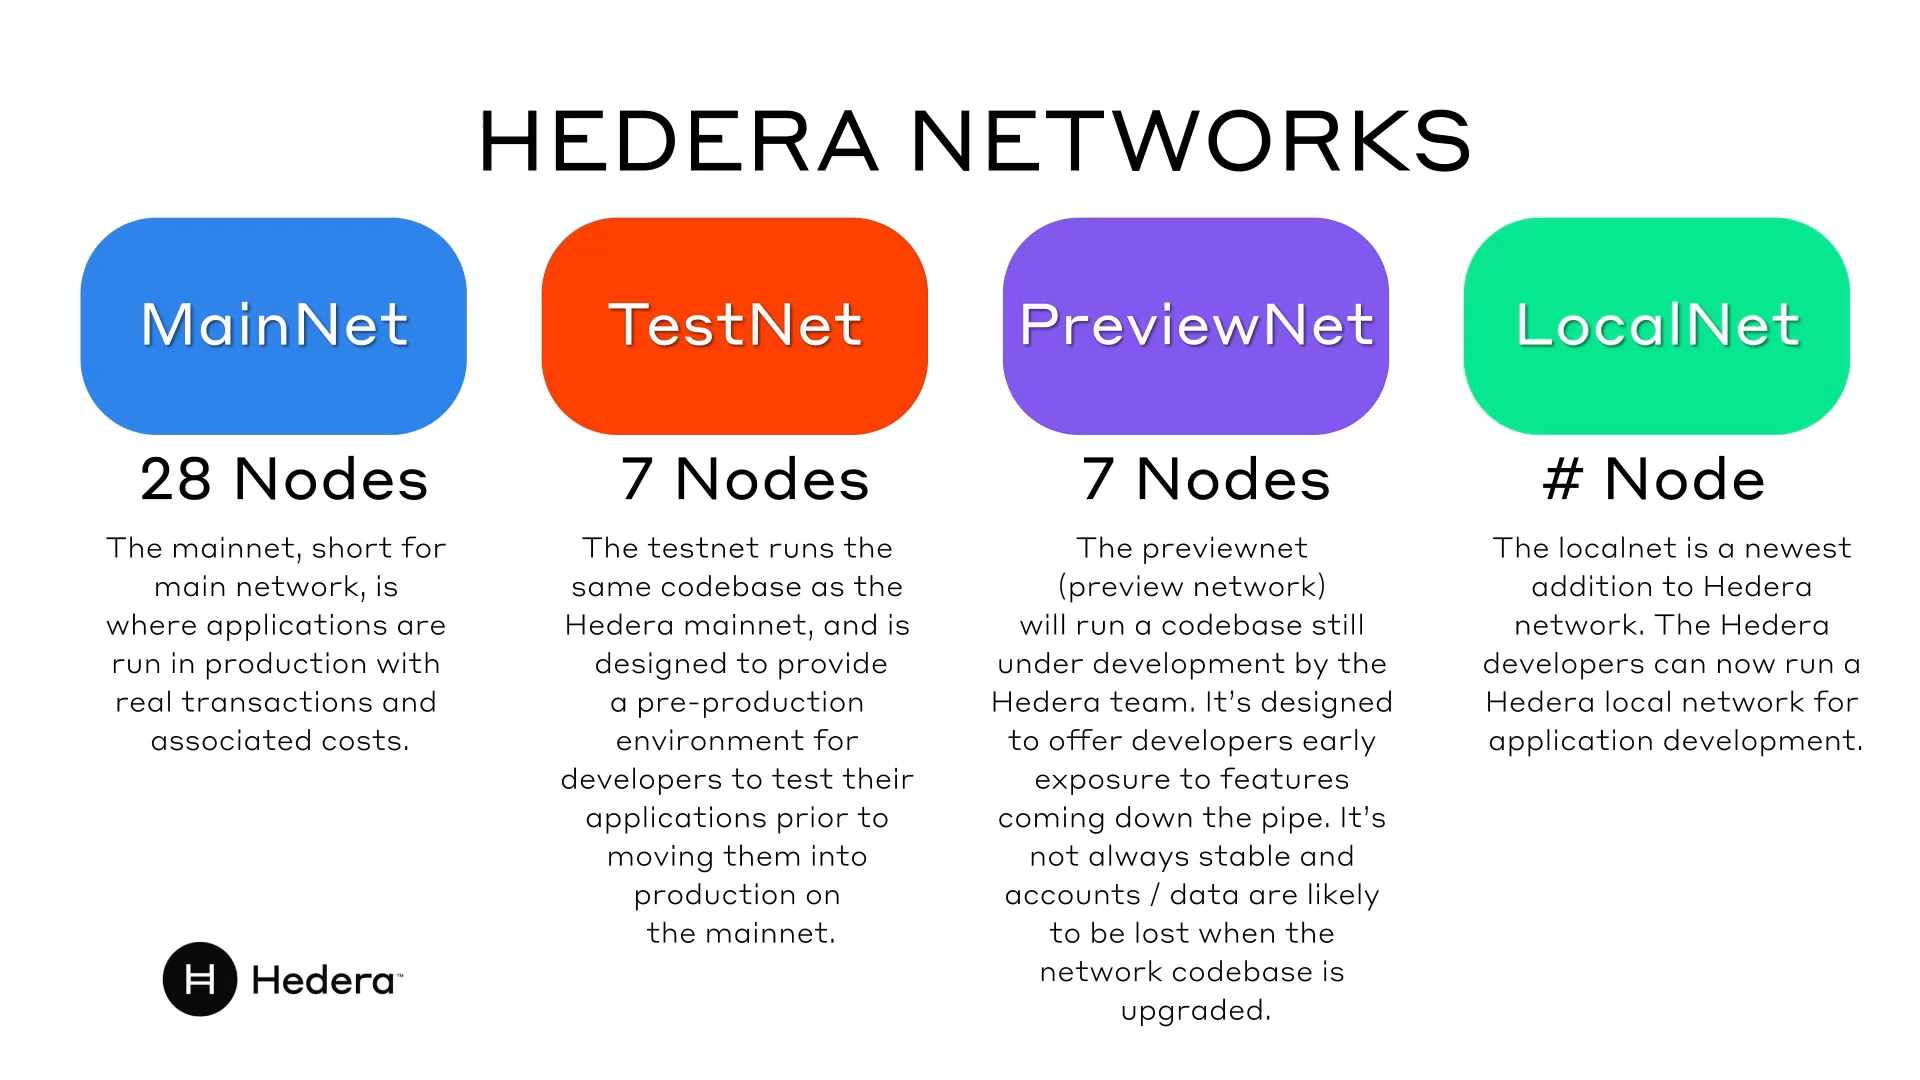 HEDERA NETWORKS
MainNet
28 Nodes
The mainnet, short for
main network, is
where applications are
run in production with
real transactions and
associated costs.
TestNet
7 Nodes
The testnet runs the
same codebase as the
Hedera mainnet, and is
designed to provide
a pre-production
environment for
developers to test their
applications prior to
moving them into
production on
the mainnet.
PreviewNet
7 Nodes
The previewnet
(preview network)
will run a codebase still
under development by the
Hedera team. It’s designed
to offer developers early
exposure to features
coming down the pipe. It’s
not always stable and
accounts / data are likely
to be lost when the
network codebase is
upgraded.
LocalNet
# Node
The localnet is a newest
addition to Hedera
network. The Hedera
developers can now run a
Hedera local network for
application development.
H Hedera™